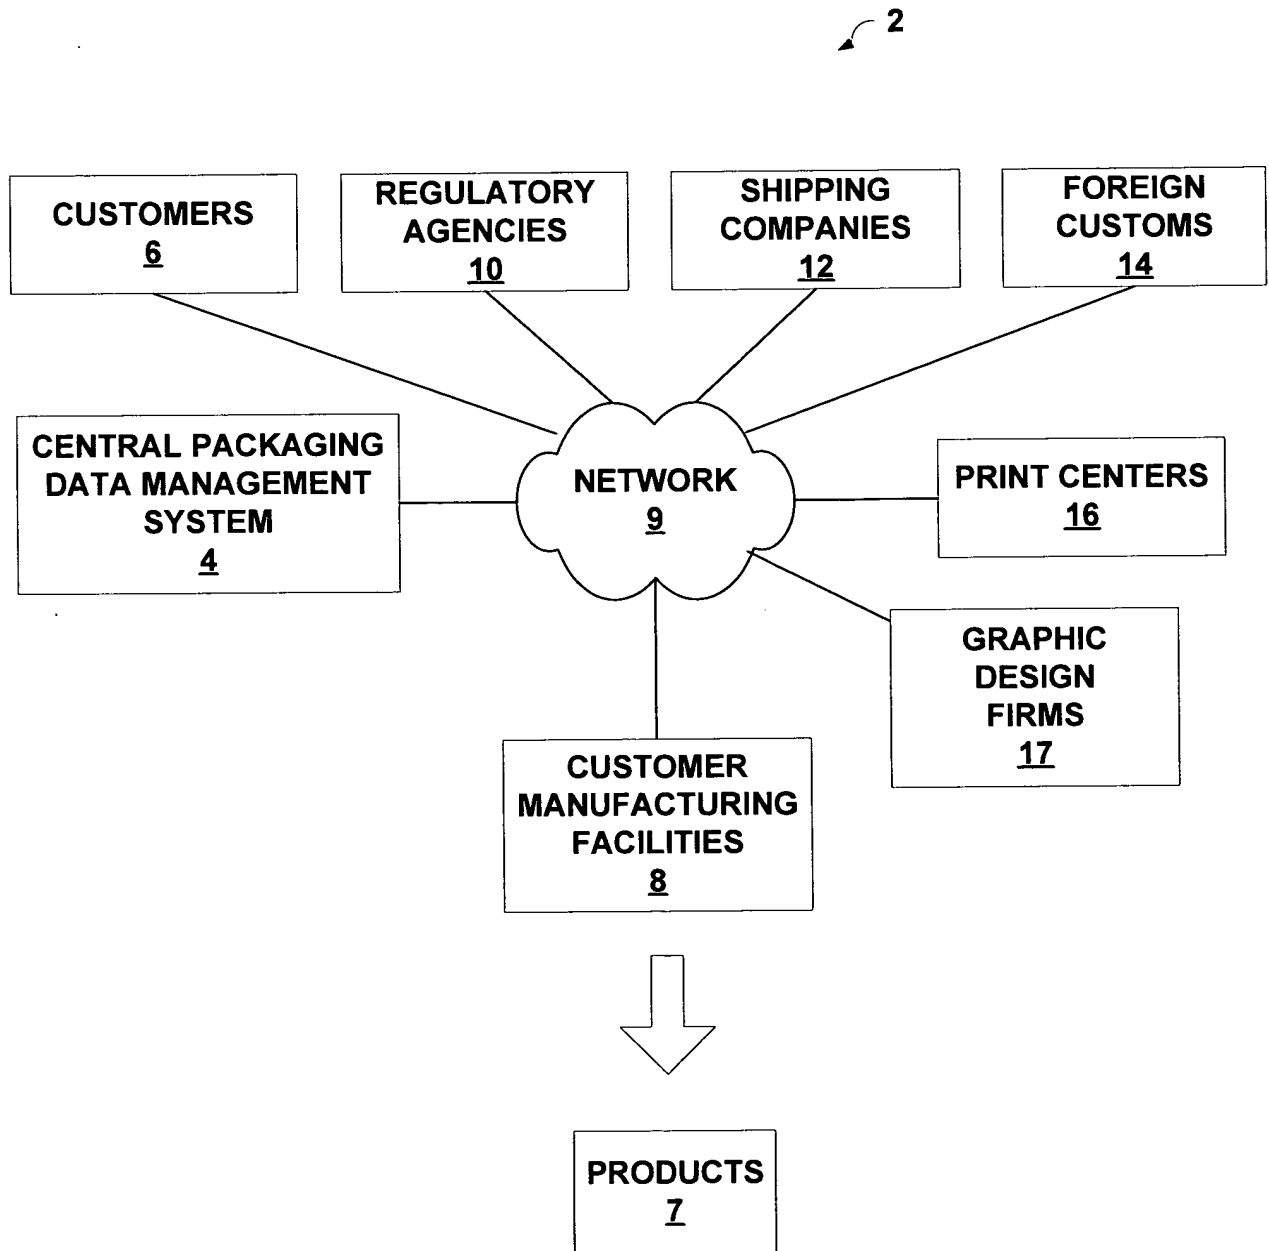 2
CUSTOMERS
6
REGULATORY
AGENCIES
10
SHIPPING
COMPANIES
12
FOREIGN
CUSTOMS
14
CENTRAL PACKAGING
DATA MANAGEMENT
SYSTEM
4
NETWORK
9
PRINT CENTERS
16
GRAPHIC
DESIGN
FIRMS
17
CUSTOMER
MANUFACTURING
FACILITIES
8
PRODUCTS
7